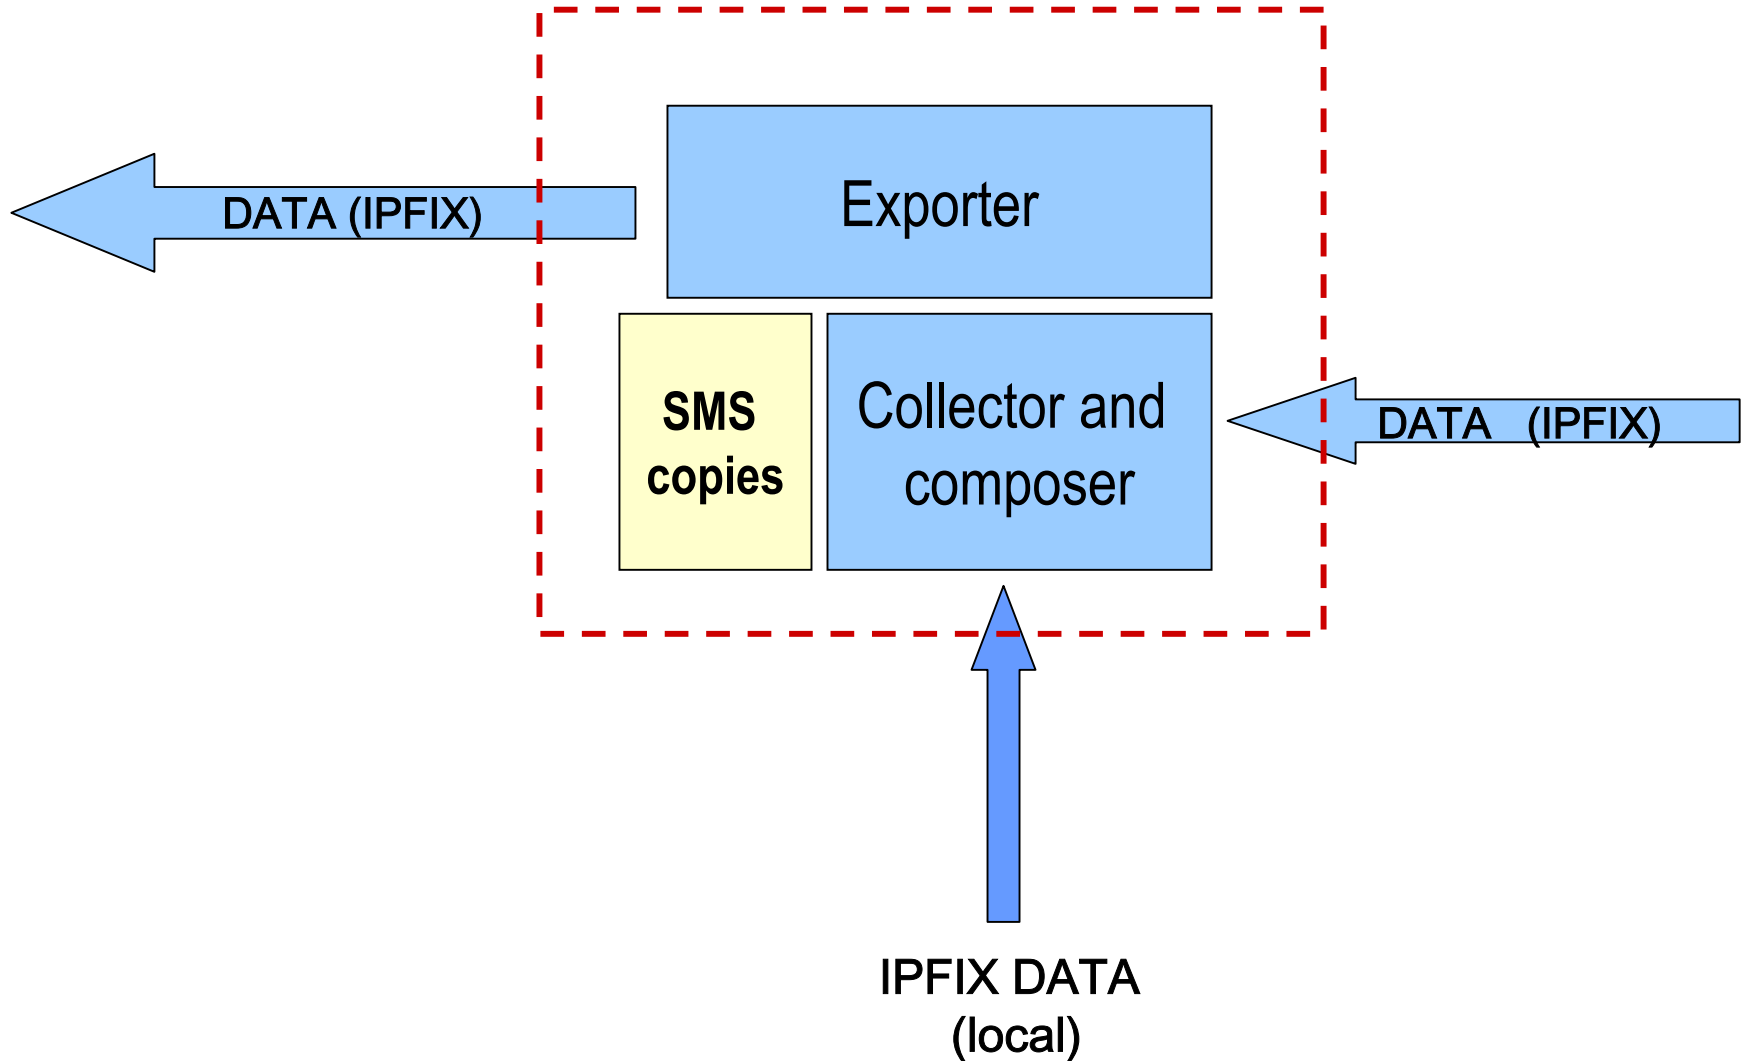 Exporter
DATA (IPFIX)
SMS
copies
Collector and
composer
DATA (IPFIX)
IPFIX DATA
(local)